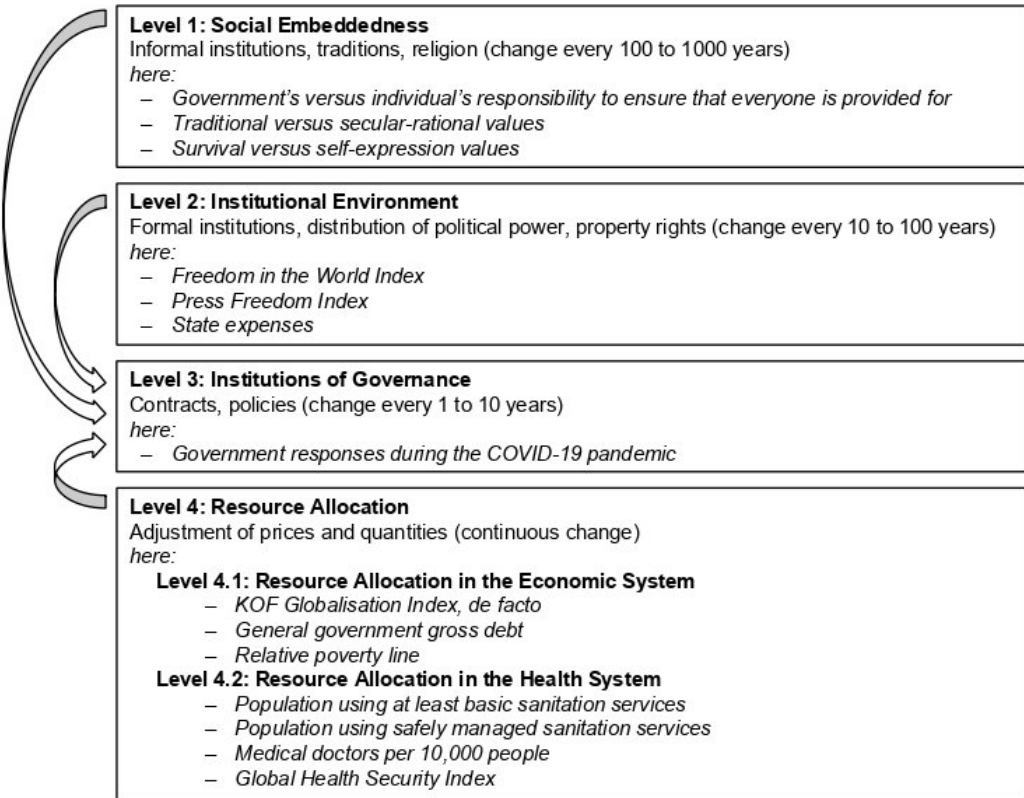 Level 1: Social Embeddedness
Informal institutions, traditions, religion (change every 100 to 1000 years)
here:
– Government's versus individual's responsibility to ensure that everyone is provided for
– Traditional versus secular-rational values
– Survival versus self-expression values
Level 2: Institutional Environment
Formal institutions, distribution of political power, property rights (change every 10 to 100 years)
here:
– Freedom in the World Index
– Press Freedom Index
– State expenses
Level 3: Institutions of Governance
Contracts, policies (change every 1 to 10 years)
here:
– Government responses during the COVID-19 pandemic
Level 4: Resource Allocation
Adjustment of prices and quantities (continuous change)
here:
Level 4.1: Resource Allocation in the Economic System
– KOF Globalisation Index, de facto
– General government gross debt
– Relative poverty line
Level 4.2: Resource Allocation in the Health System
– Population using at least basic sanitation services
– Population using safely managed sanitation services
– Medical doctors per 10,000 people
– Global Health Security Index